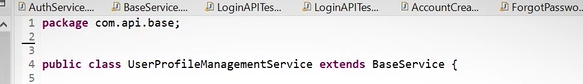 AuthService.... BaseService.... LoginAPITes... LoginAPITes... AccountCrea... ForgotPasswo..
1 package com.api.base;
2
3
4 public class UserProfileManagementService extends BaseService {